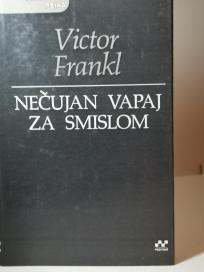 Victor
Frankl
NEČUJAN VAPAJ
ZA SMISLOM